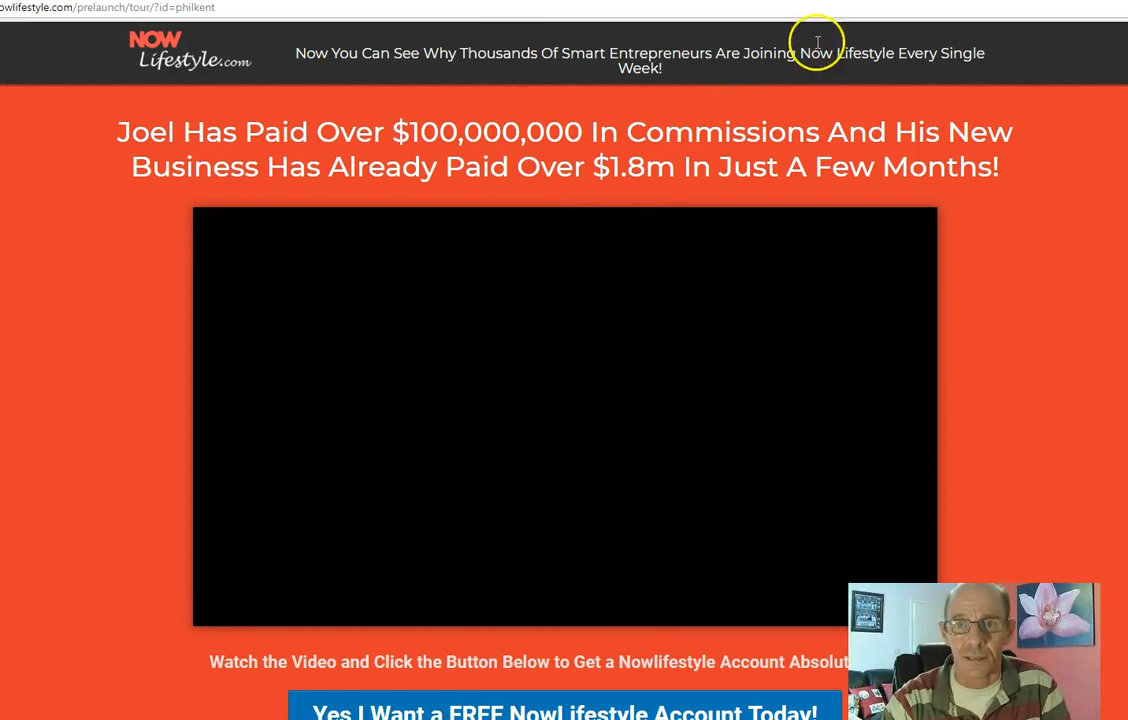 owlifestyle.com/prelaunch/tour/?id=philkent
NOW
Lifestyle.com
Now You Can See Why Thousands Of Smart Entrepreneurs Are Joining Now Lifestyle Every Single
Week!
Joel Has Paid Over $100,000,000 In Commissions And His New
Business Has Already Paid Over $1.8m In Just A Few Months!
Watch the Video and Click the Button Below to Get a Nowlifestyle Account Absolut
Yes I Want a FREE NowLifestyle Account Today!